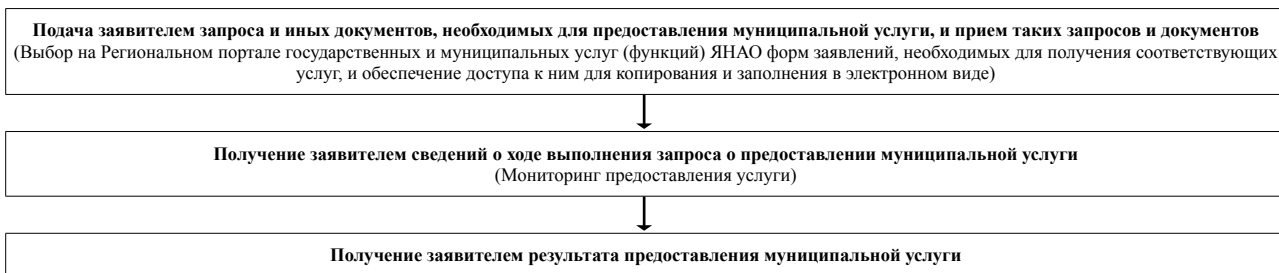 Подача заявителем запроса и иных документов, необходимых для предоставления муниципальной услуги, и прием таких запросов и документов
(Выбор на Региональном портале государственных и муниципальных услуг (функций) ЯНАО форм заявлений, необходимых для получения соответствующих
услуг, и обеспечение доступа к ним для копирования и заполнения в электронном виде)
Получение заявителем сведений о ходе выполнения запроса о предоставлении муниципальной услуги
(Мониторинг предоставления услуги)
Получение заявителем результата предоставления муниципальной услуги